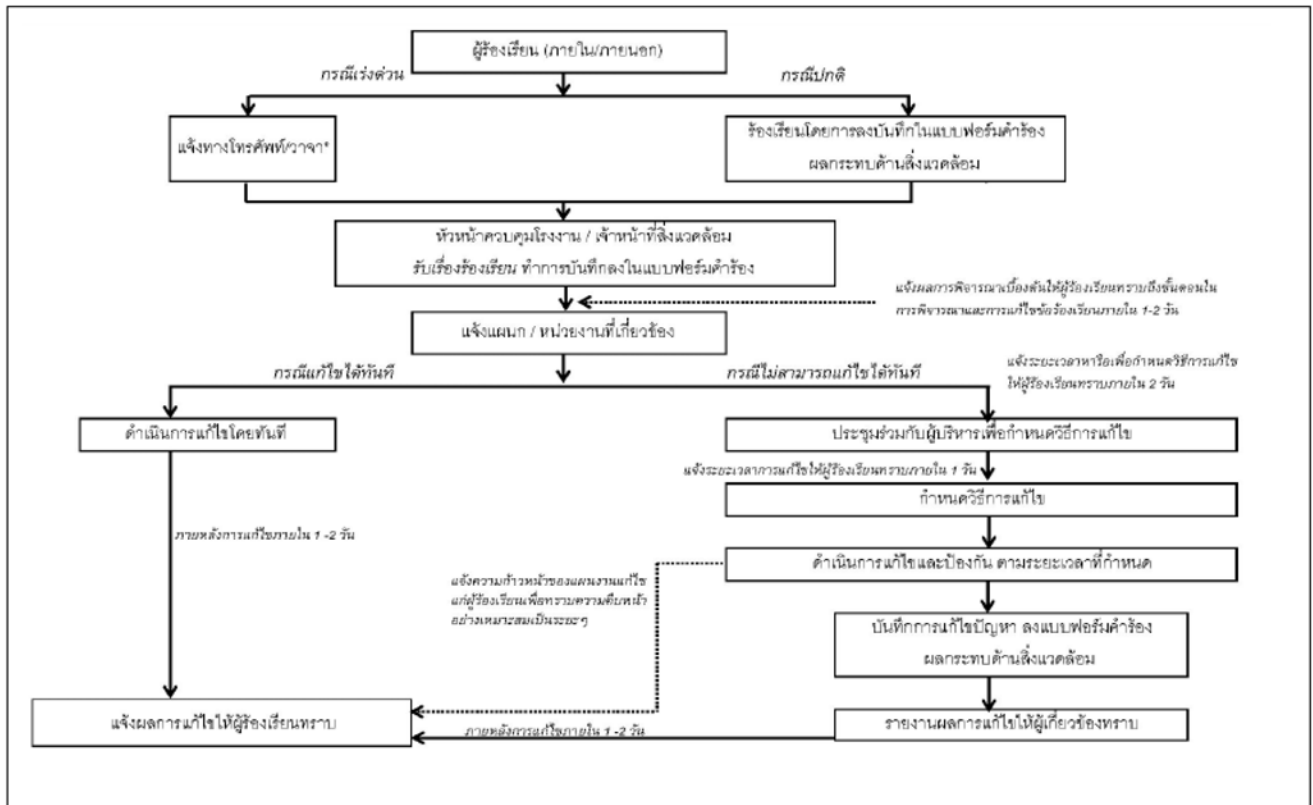 ผู้ร้องเรียน (ภายใน/ภายนอก)
กรณีเร่งด่วน
กรณีปกติ
แจ้งทางโทรศัพท์/วาจา*
ร้องเรียนโดยการลงบันทึกในแบบฟอร์มคำร้อง
ผลกระทบด้านสิ่งแวดล้อม
หัวหน้าควบคุมโรงงาน / เจ้าหน้าที่สิ่งแวดล้อม
รับเรื่องร้องเรียน ทำการบันทึกลงในแบบฟอร์มคำร้อง
แจ้งผลการพิจารณาเบื้องต้นให้ผู้ร้องเรียนทราบถึงขั้นตอนใน
การพิจารณาและการแก้ไขข้อร้องเรียนภายใน 1-2 วัน
แจ้งแผนก / หน่วยงานที่เกี่ยวข้อง
กรณีแก้ไขได้ทันที
กรณีไม่สามารถแก้ไขได้ทันที
แจ้งระยะเวลาหารือเพื่อกำหนดวิธีการแก้ไข
ให้ผู้ร้องเรียนทราบภายใน 2 วัน
ดำเนินการแก้ไขโดยทันที
ประชุมร่วมกับผู้บริหารเพื่อกำหนดวิธีการแก้ไข
แจ้งระยะเวลาการแก้ไขให้ผู้ร้องเรียนทราบภายใน 1 วัน
กำหนดวิธีการแก้ไข
ภายหลังการแก้ไขภายใน 1 -2 วัน
ดำเนินการแก้ไขและป้องกัน ตามระยะเวลาที่กำหนด
แจ้งความก้าวหน้าของแผนงานแก้ไข
แก่ผู้ร้องเรียนเพื่อทราบความคืบหน้า
อย่างเหมาะสมเป็นระยะๆ
บันทึกการแก้ไขปัญหา ลงแบบฟอร์มคำร้อง
ผลกระทบด้านสิ่งแวดล้อม
แจ้งผลการแก้ไขให้ผู้ร้องเรียนทราบ
ภายหลังการแก้ไขภายใน 1 -2 วัน
รายงานผลการแก้ไขให้ผู้เกี่ยวข้องทราบ